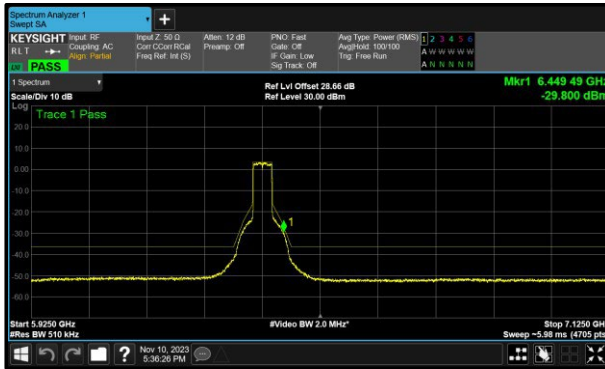 Spectrum Analyzer 1
Swept SA
KEYSIGHT
RLT
PASS
Input: RF
Coupling: AC
Align: Partial
Input Z: 50 Ω
Corr CCorr RCal
Freq Ref: Int (S)
Atten: 12 dB
Preamp: Off
PNO: Fast
Gate: Off
IF Gain: Low
Sig Track: Off
Avg Type: Power (RMS)
Avg|Hold: 100/100
Trig: Free Run
1 2 3 4 5 6
A W W W W W
A N N N N N
1 Spectrum
Scale/Div 10 dB
Ref Lvl Offset 28.66 dB
Ref Level 30.00 dBm
Mkr1 6.449 49 GHz
-29.800 dBm
Log
Trace 1 Pass
20.0
10.0
0.00
-10.0
-20.0
-30.0
-40.0
-50.0
-60.0
1
Start 5.9250 GHz
#Res BW 510 kHz
#Video BW 2.0 MHz*
Stop 7.1250 GHz
Sweep ~5.98 ms (4705 pts)
?
Nov 10, 2023
5:36:26 PM